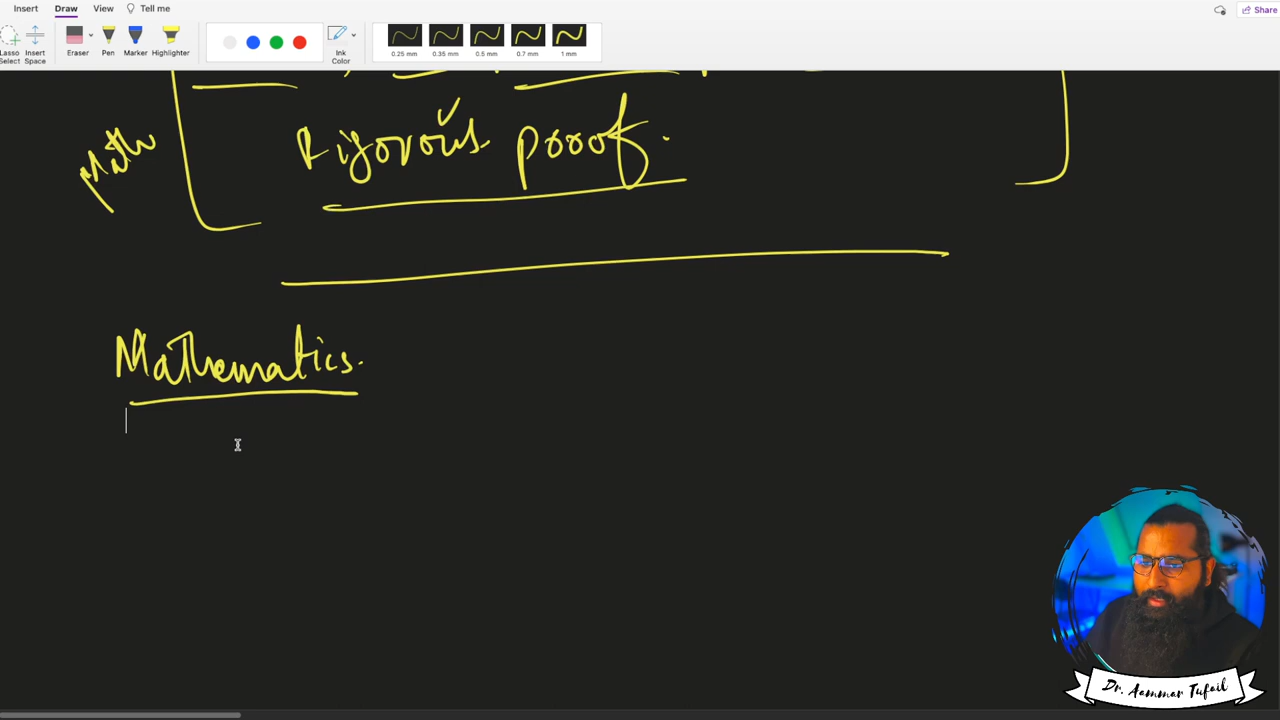 Insert Draw View Tell me Share
Lasso Select
Insert Space
Eraser Pen Marker Highlighter
Ink Color
0.25 mm 0.35 mm 0.5 mm 0.7 mm 1 mm
Math
Rigorous proof.
Mathematics.
Dr. Aammar Tufail